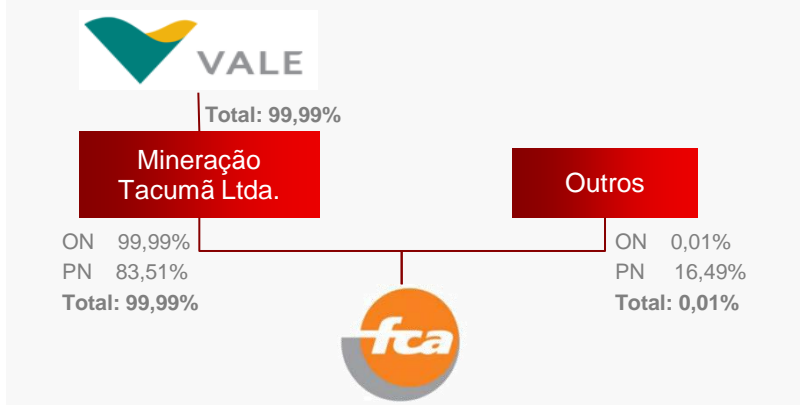 VALE
Total: 99,99%
Mineração
Tacumã Ltda.
Outros
ON 99,99%
PN 83,51%
Total: 99,99%
ON 0,01%
PN 16,49%
Total: 0,01%
fca